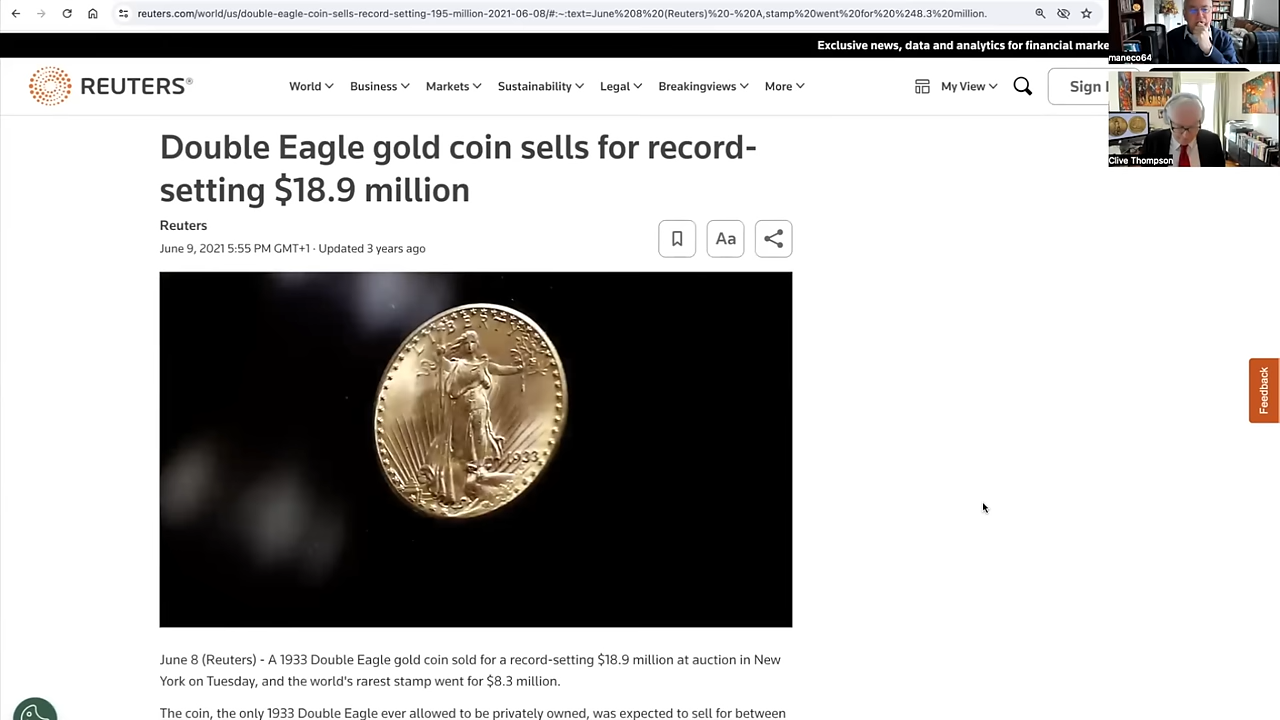 reuters.com/world/us/double-eagle-coin-sells-record-setting-195-million-2021-06-08/#:~:text=June%208%20(Reuters)%20-%20A,stamp%20went%20for%20%248.3%20million.
maneco64
Exclusive news, data and analytics for financial marke
REUTERS®
World
Business
Markets
Sustainability
Legal
Breakingviews
More
My View
Sign
Clive Thompson
Double Eagle gold coin sells for record-
setting $18.9 million
Reuters
June 9, 2021 5:55 PM GMT+1 · Updated 3 years ago
Aa
LIBERTY
1933
Feedback
June 8 (Reuters) - A 1933 Double Eagle gold coin sold for a record-setting $18.9 million at auction in New
York on Tuesday, and the world's rarest stamp went for $8.3 million.
The coin, the only 1933 Double Eagle ever allowed to be privately owned, was expected to sell for between